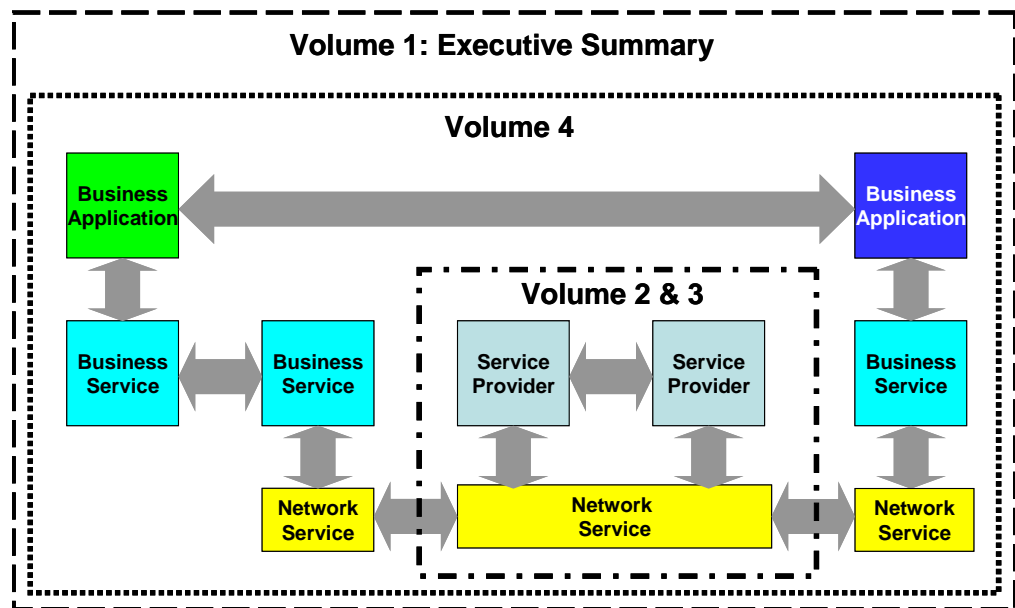 Volume 1: Executive Summary
Volume 4
Business
Application
Business
Application
Volume 2 & 3
Business
Service
Business
Service
Service
Provider
Service
Provider
Business
Service
Network
Service
Network
Service
Network
Service